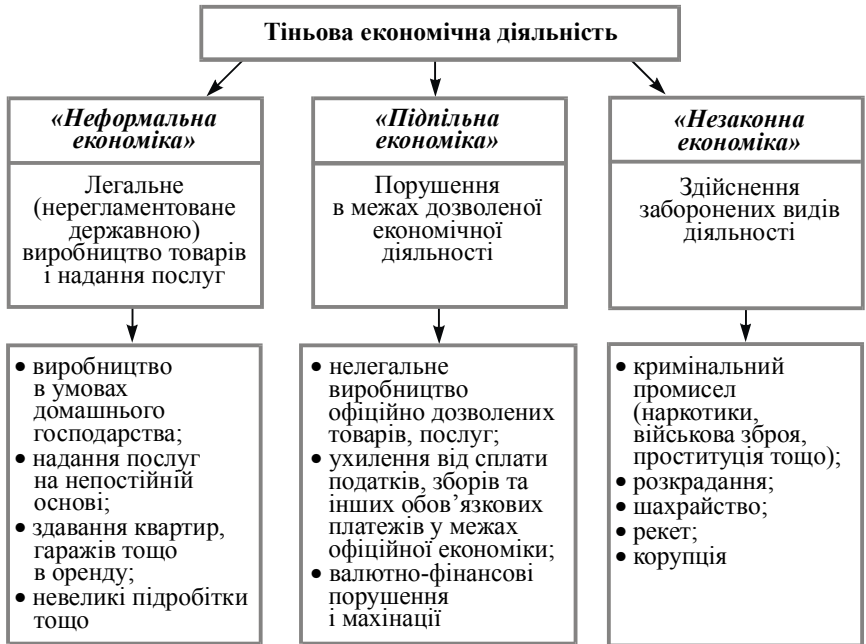 Тіньова економічна діяльність
«Неформальна
економіка»
Легальне
(нерегламентоване
державною)
виробництво товарів
і надання послуг
• виробництво
в умовах
домашнього
господарства;
• надання послуг
на непостійній
основі;
• здавання квартир,
гаражів тощо
в оренду;
• невеликі підробітки
тощо
«Підпільна
економіка»
Порушення
в межах дозволеної
економічної
діяльності
• нелегальне
виробництво
офіційно дозволених
товарів, послуг;
• ухилення від сплати
податків, зборів та
інших обов’язкових
платежів у межах
офіційної економіки;
• валютно-фінансові
порушення
і махінації
«Незаконна
економіка»
Здійснення
заборонених видів
діяльності
• кримінальний
промисел
(наркотики,
військова зброя,
проституція тощо);
• розкрадання;
• шахрайство;
• рекет;
• корупція